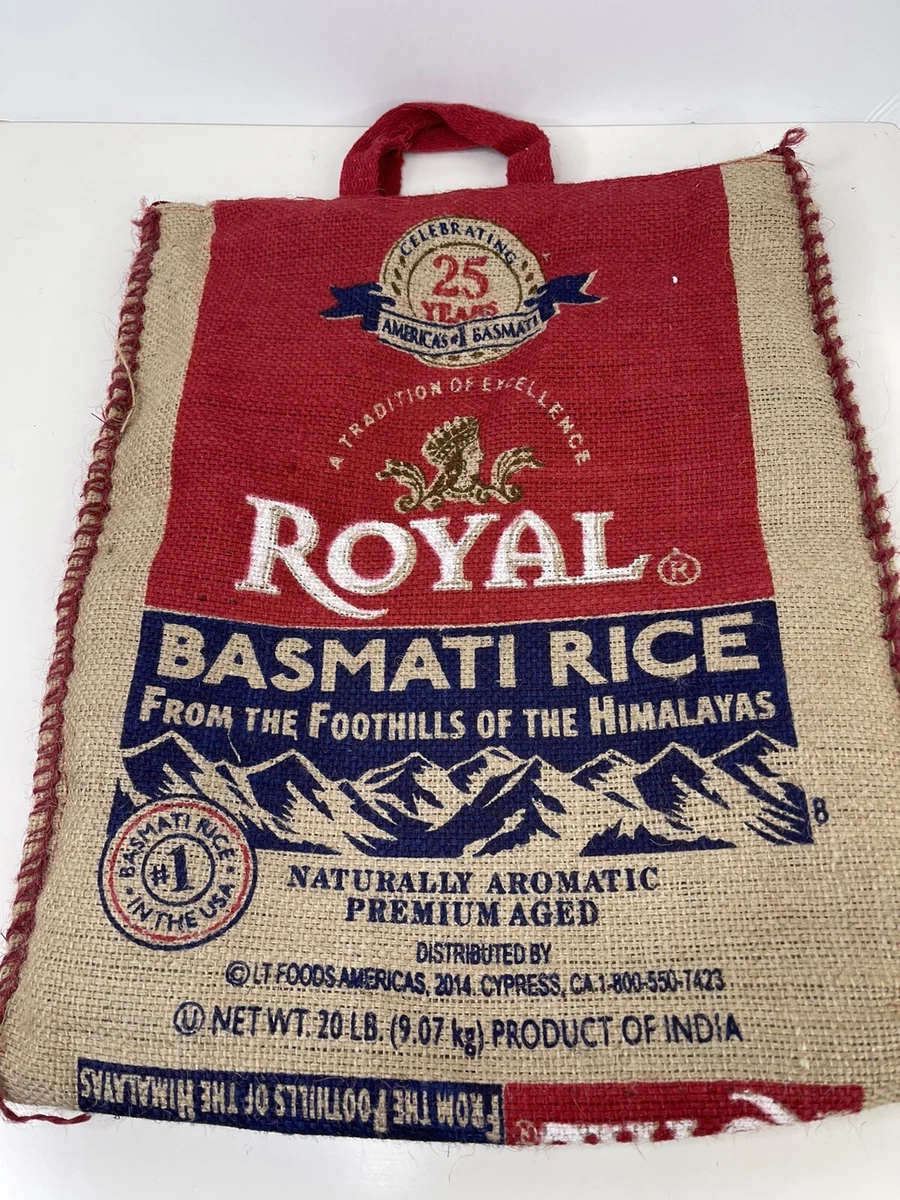 CELEBRATING
25
YEARS
AMERICA'S #1 BASMATI
A TRADITION OF EXCELLENCE
ROYAL ®
BASMATI RICE
FROM THE FOOTHILLS OF THE HIMALAYAS
8
BASMATI RICE
#1
IN THE USA
NATURALLY AROMATIC
PREMIUM AGED
DISTRIBUTED BY
© LT FOODS AMERICAS, 2014. CYPRESS, CA 1-800-550-7423
Ⓤ NET WT. 20 LB. (9.07 kg) PRODUCT OF INDIA
FROM THE FOOTHILLS OF THE HIMALAYAS
®